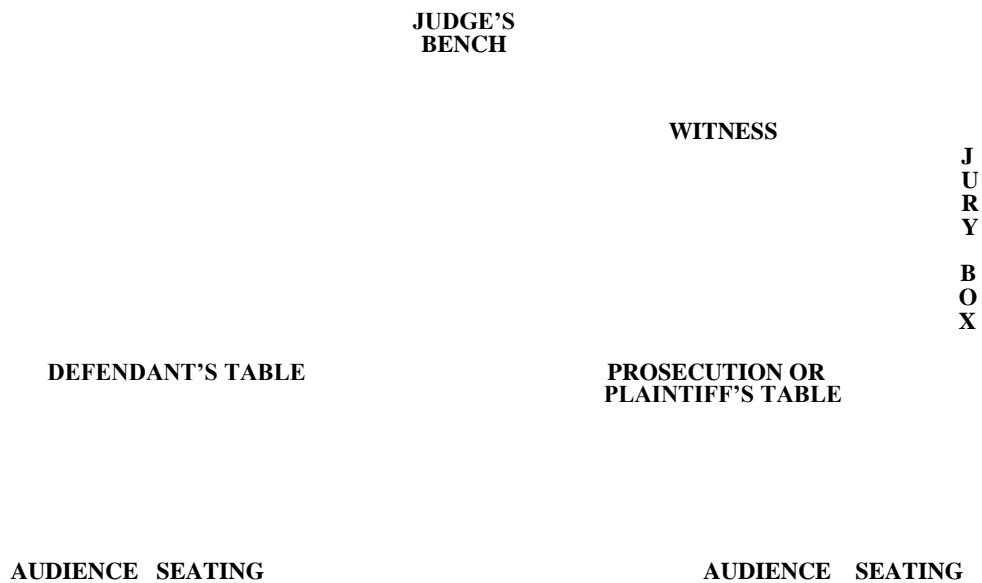 JUDGE’S
BENCH
WITNESS
J
U
R
Y
B
O
X
DEFENDANT’S TABLE
PROSECUTION OR
PLAINTIFF’S TABLE
AUDIENCE SEATING
AUDIENCE SEATING